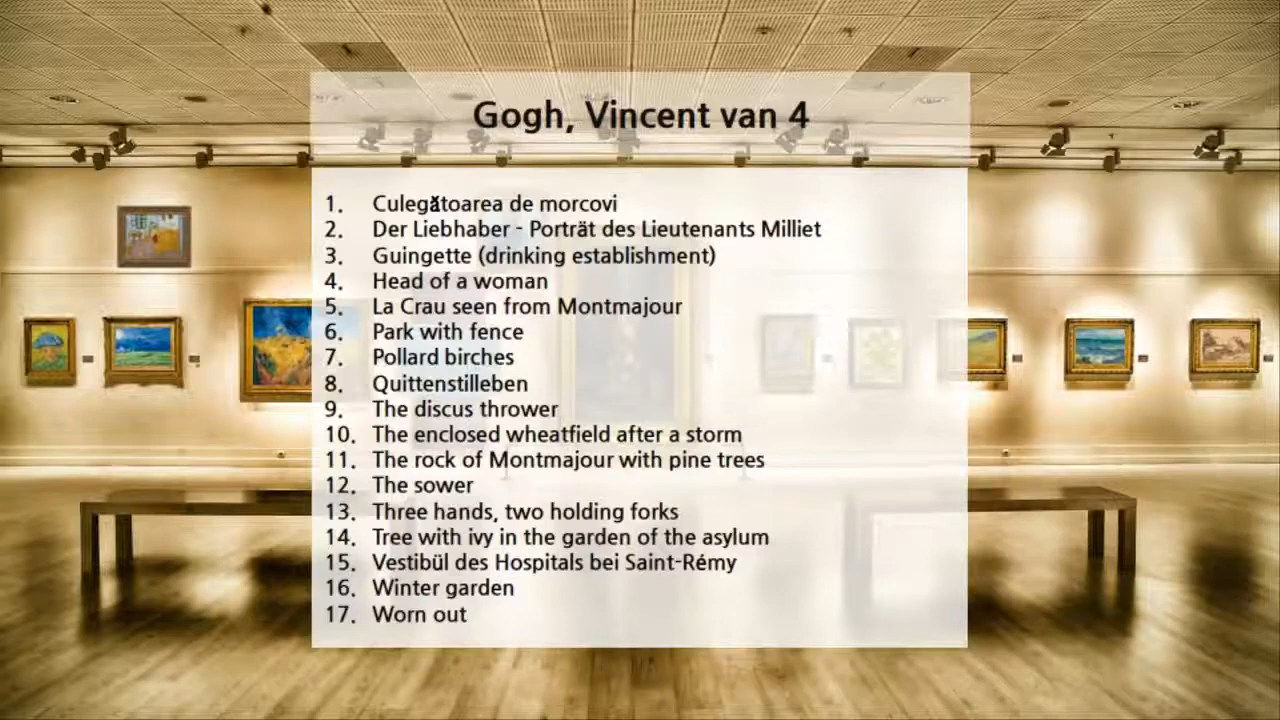 Gogh, Vincent van 4
1. Culegătoarea de morcovi
2. Der Liebhaber - Porträt des Lieutenants Milliet
3. Guingette (drinking establishment)
4. Head of a woman
5. La Crau seen from Montmajour
6. Park with fence
7. Pollard birches
8. Quittenstilleben
9. The discus thrower
10. The enclosed wheatfield after a storm
11. The rock of Montmajour with pine trees
12. The sower
13. Three hands, two holding forks
14. Tree with ivy in the garden of the asylum
15. Vestibül des Hospitals bei Saint-Rémy
16. Winter garden
17. Worn out